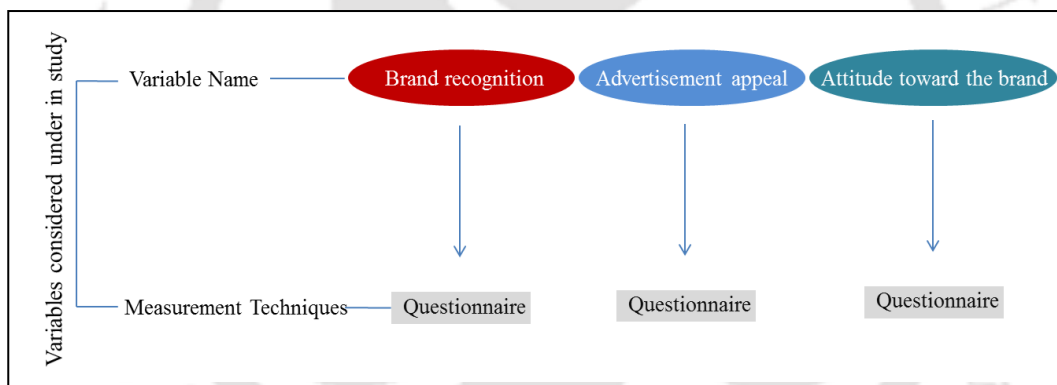 Variables considered under in study
Variable Name
Brand recognition
Advertisement appeal
Attitude toward the brand
Measurement Techniques
Questionnaire
Questionnaire
Questionnaire